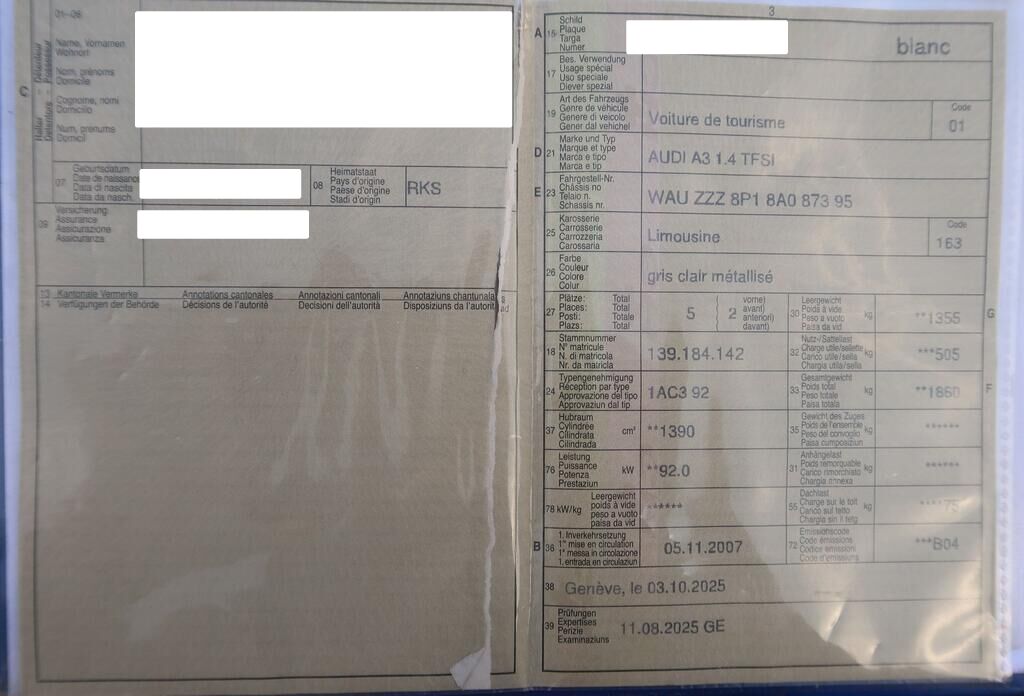 01-06
C
Halter Détenteur
Detentura Possessur
Name, Vornamen
Wohnort
Nom, prénoms
Domicile
Cognome, nomi
Domicilio
Num, prenums
Domicil
07
Geburtsdatum
Date de naissance
Data di nascita
Data da nasch.
08
Heimatstaat
Pays d'origine
Paese d'origine
Stadi d'origin
RKS
09
Versicherung
Assurance
Assicurazione
Assicuranza
13 Kantonale Vermerke Annotations cantonales Annotazioni cantonali Annotaziuns chantunala
14 Verfügungen der Behörde Décisions de l'autorité Decisioni dell'autorità Disposiziuns da l'autorit
3
A 15
Schild
Plaque
Targa
Numer
blanc
17
Bes. Verwendung
Usage spécial
Uso speciale
Diever spezial
19
Art des Fahrzeugs
Genre de véhicule
Genere di veicolo
Gener dal vehichel
Voiture de tourisme
Code
01
D 21
Marke und Typ
Marque et type
Marca e tipo
Marca e tip
AUDI A3 1.4 TFSI
E 23
Fahrgestell-Nr.
Châssis no
Telaio n.
Schassis nr.
WAU ZZZ 8P1 8A0 873 95
25
Karosserie
Carrosserie
Carrozzeria
Carossaria
Limousine
Code
163
26
Farbe
Couleur
Colore
Colur
gris clair métallisé
27
Plätze: Total
Places: Total
Posti: Totale
Plazs: Total
5
2
vorne)
avant)
anteriori)
davant)
30
Leergewicht
Poids à vide
Peso a vuoto
Paisa da vid
kg
**1355
G
18
Stammnummer
N° matricule
N. di matricola
Nr. da matricla
139.184.142
32
Nutz-/Sattellast
Charge utile/sellette
Carico utile/sella
Chargia utila/sella
kg
***505
24
Typengenehmigung
Réception par type
Approvazione del tipo
Approvaziun dal tip
1AC3 92
33
Gesamtgewicht
Poids total
Peso totale
Paisa totala
kg
**1860
F
37
Hubraum
Cylindrée
Cilindrata
Cilindrada
cm³
**1390
35
Gewicht des Zuges
Poids de l'ensemble
Peso del convoglio
Paisa cumposiziun
kg
******
76
Leistung
Puissance
Potenza
Prestaziun
kW
**92.0
31
Anhängelast
Poids remorquable
Carico rimorchiato
Chargia annexa
kg
******
78 kW/kg
Leergewicht
poids à vide
peso a vuoto
paisa da vid
******
55
Dachlast
Charge sur le toit
Carico sul tetto
Chargia sin il tetg
kg
****75
B 36
1. Inverkehrsetzung
1re mise en circulation
1a messa in circolazione
1. entrada en circulaziun
05.11.2007
72
Emissionscode
Code émissions
Codice emissioni
Code d'emissiuns
***B04
38
Genève, le 03.10.2025
39
Prüfungen
Expertises
Perizie
Examinaziuns
11.08.2025 GE